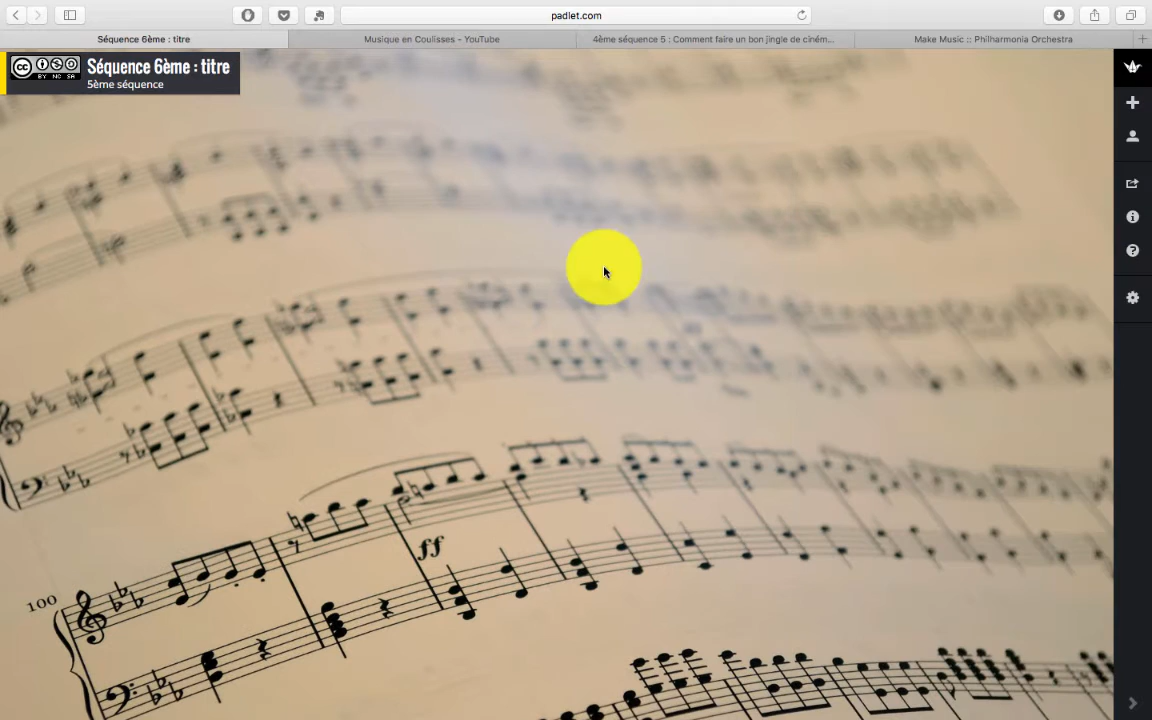 padlet.com
Séquence 6ème : titre
Musique en Coulisses - YouTube
4ème séquence 5 : Comment faire un bon jingle de ciném...
Make Music :: Philharmonia Orchestra
cc BY NC SA
Séquence 6ème : titre
5ème séquence
ff
100